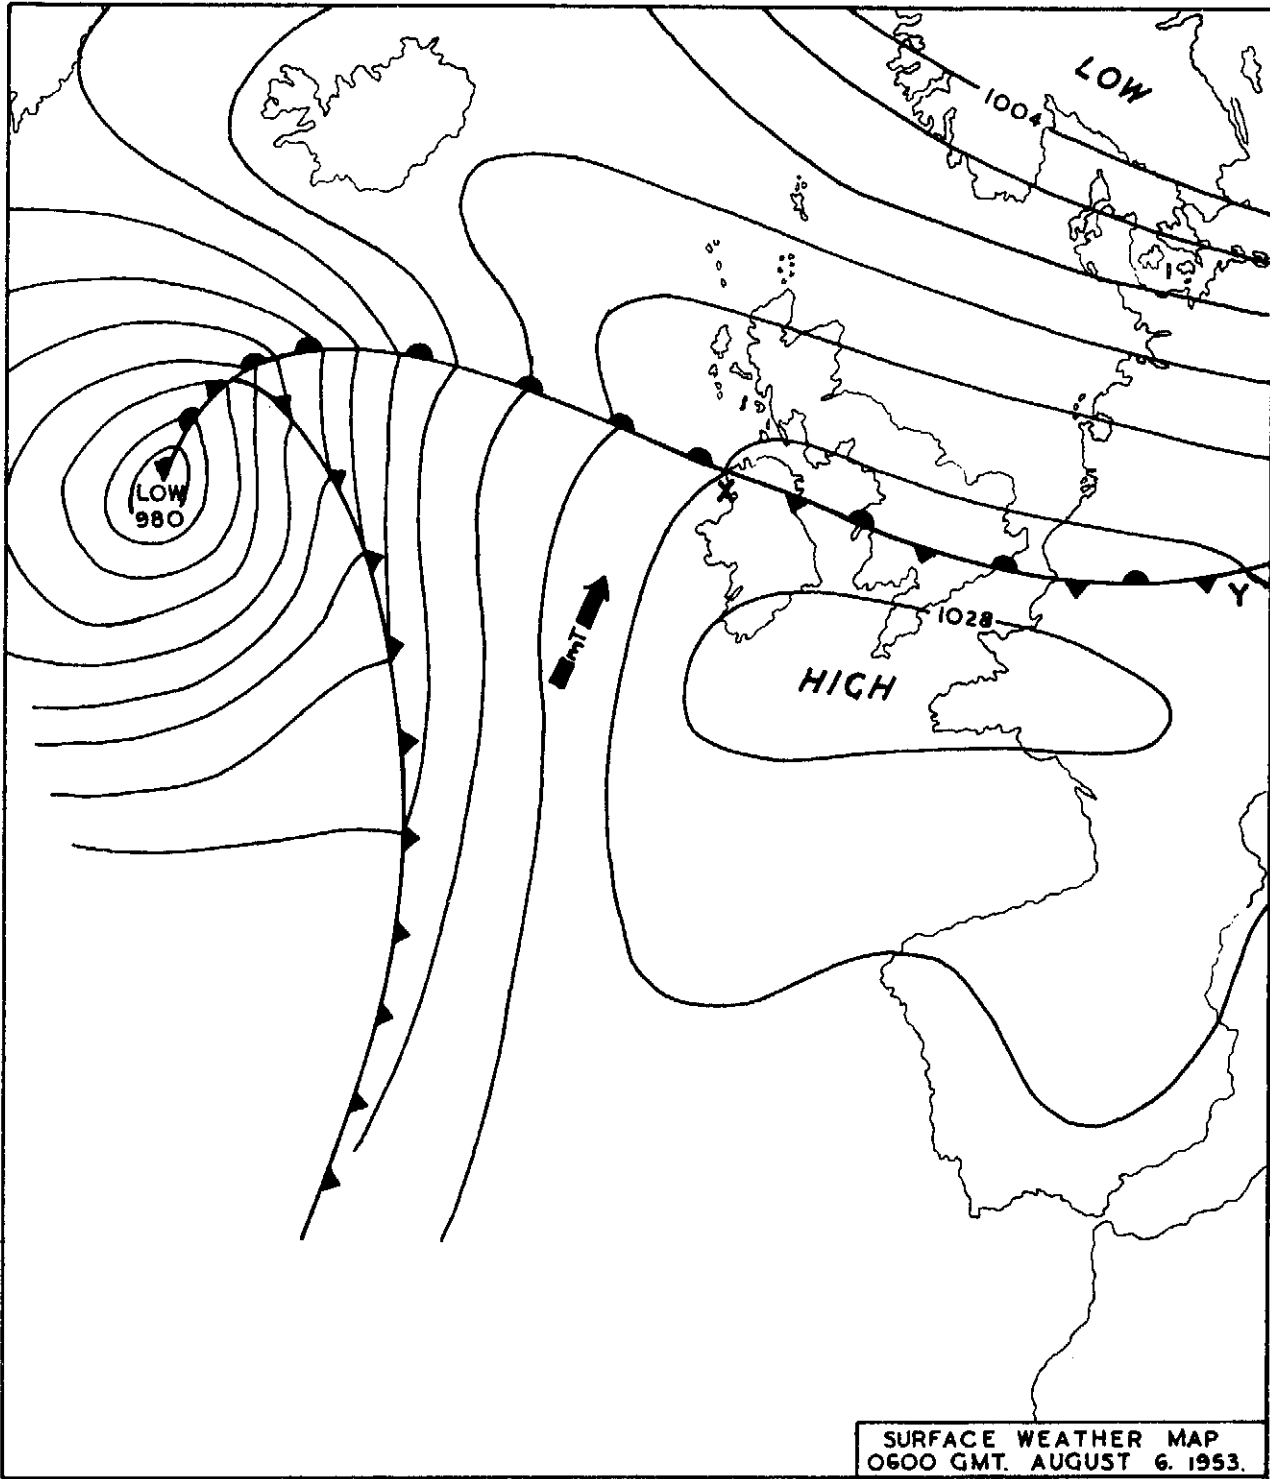 LOW
1004
LOW
980
X
Y
mT
1028
HIGH
SURFACE WEATHER MAP
0600 GMT. AUGUST 6. 1953.